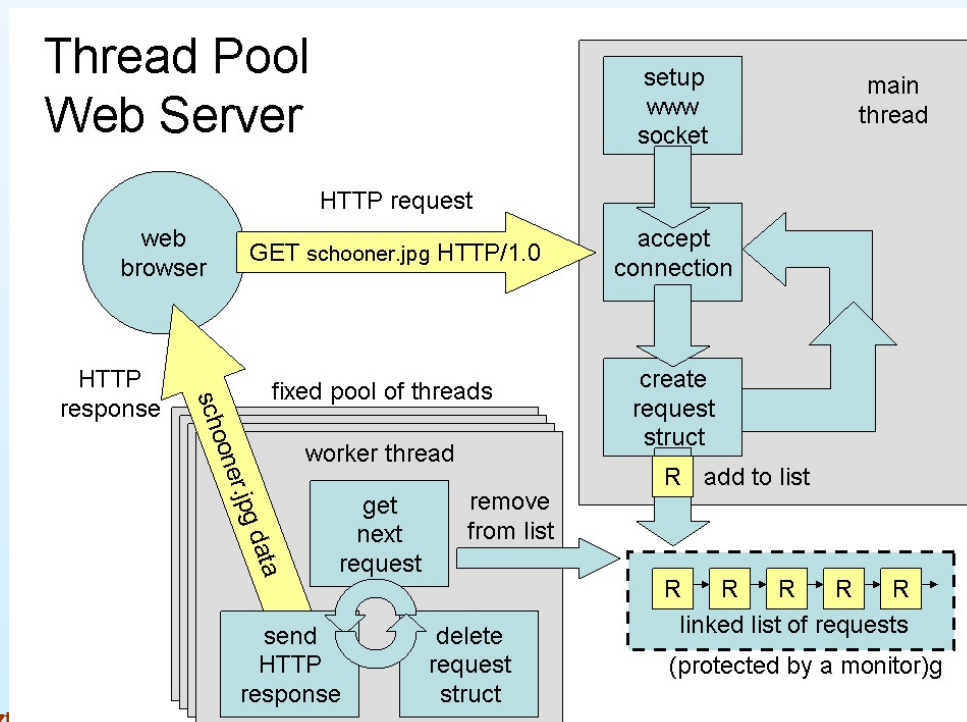 Thread Pool
Web Server
setup
www
socket
main
thread
HTTP request
web
browser
GET schooner.jpg HTTP/1.0
accept
connection
HTTP
response
schooner.jpg data
create
request
struct
fixed pool of threads
worker thread
R
add to list
get
next
request
remove
from list
R R R R R
linked list of requests
(protected by a monitor)g
send
HTTP
response
delete
request
struct